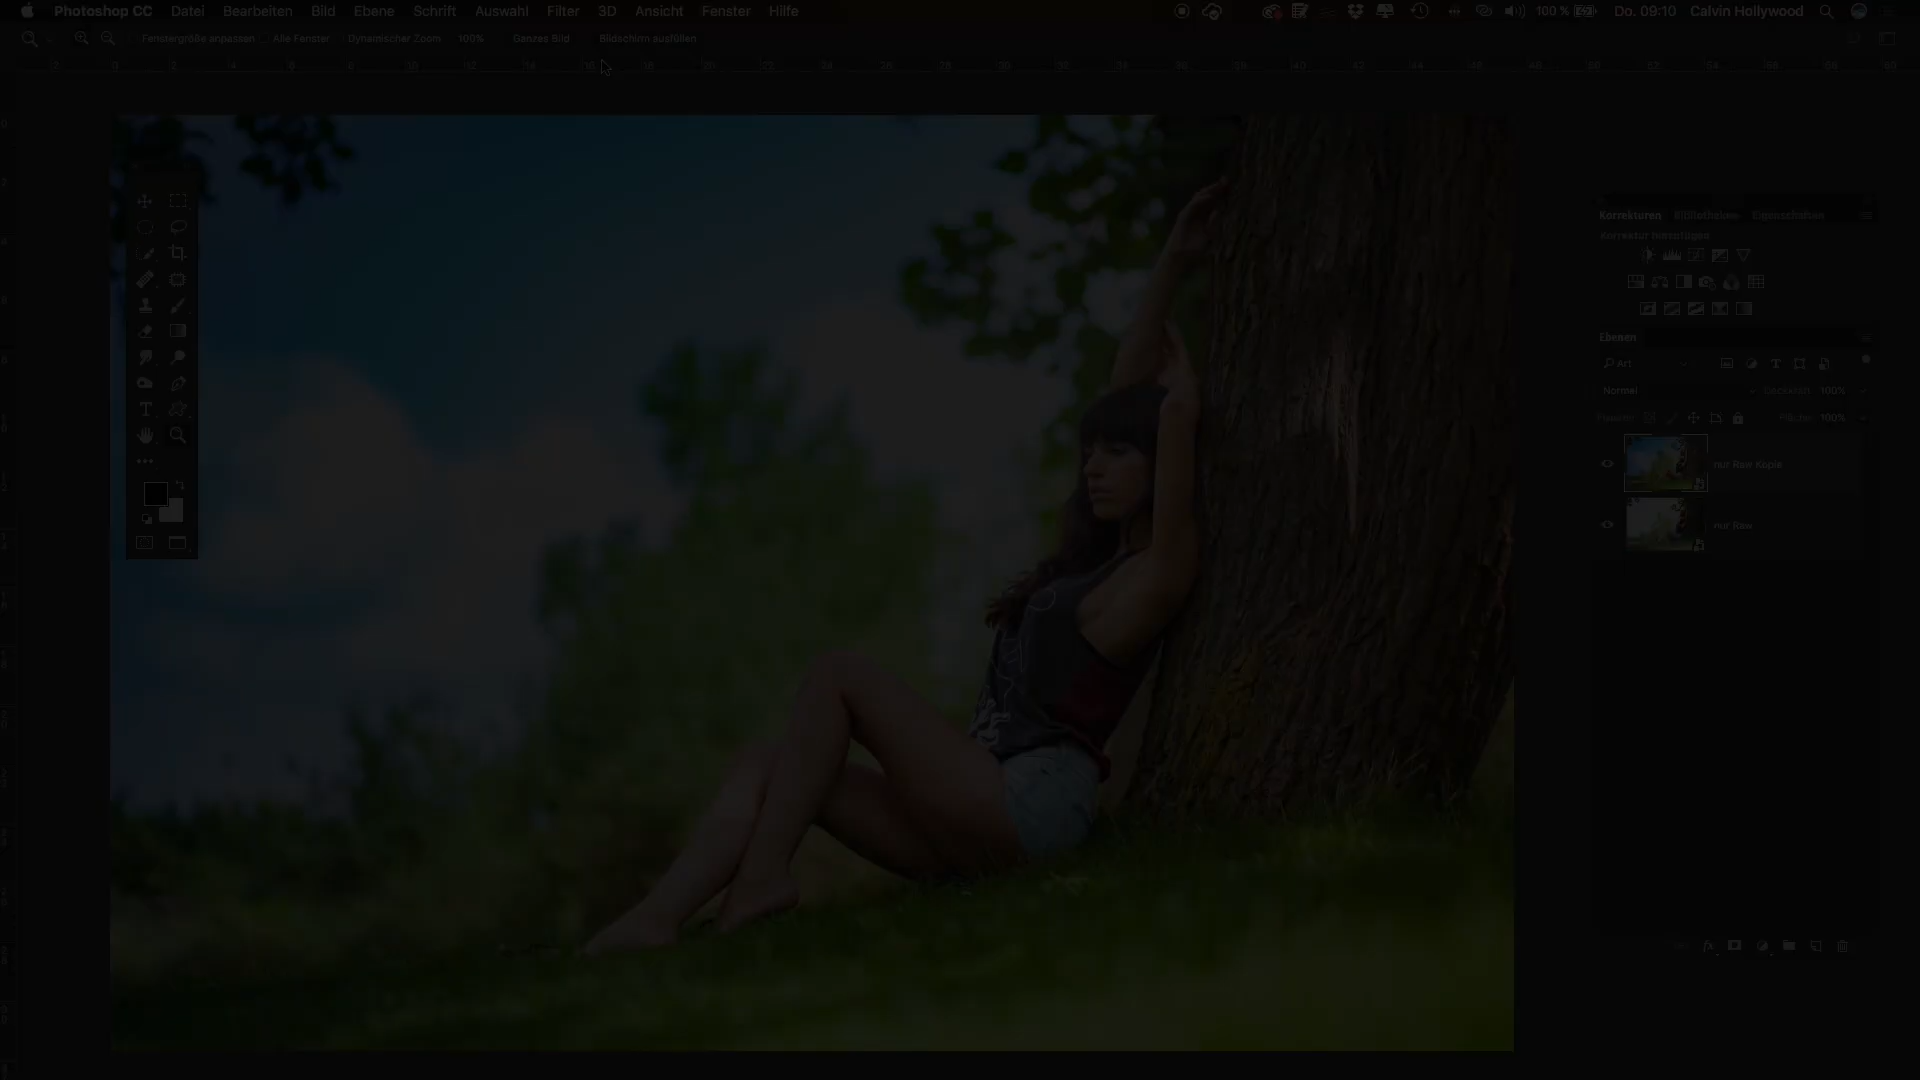 Photoshop CC Datei Bearbeiten Bild Ebene Schrift Auswahl Filter 3D Ansicht Fenster Hilfe 100 % Do. 09:10 Calvin Hollywood
Fenstergröße anpassen Alle Fenster Dynamischer Zoom 100% Ganzes Bild Bildschirm ausfüllen
Korrekturen Bibliotheken Eigenschaften
Korrektur hinzufügen
Ebenen
Art
Normal Deckkraft: 100%
Fläche: 100%
nur Raw Kopie
nur Raw